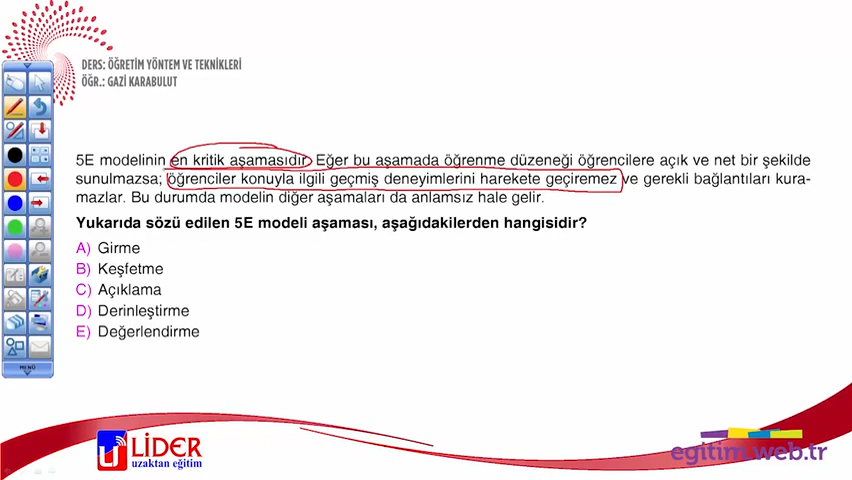 DERS: ÖĞRETİM YÖNTEM VE TEKNİKLERİ
ÖĞR.: GAZİ KARABULUT
5E modelinin en kritik aşamasıdır. Eğer bu aşamada öğrenme düzeneği öğrencilere açık ve net bir şekilde
sunulmazsa; öğrenciler konuyla ilgili geçmiş deneyimlerini harekete geçiremez ve gerekli bağlantıları kura-
mazlar. Bu durumda modelin diğer aşamaları da anlamsız hale gelir.
Yukarıda sözü edilen 5E modeli aşaması, aşağıdakilerden hangisidir?
A) Girme
B) Keşfetme
C) Açıklama
D) Derinleştirme
E) Değerlendirme
MENÜ
LİDER
uzaktan eğitim
egitim.web.tr